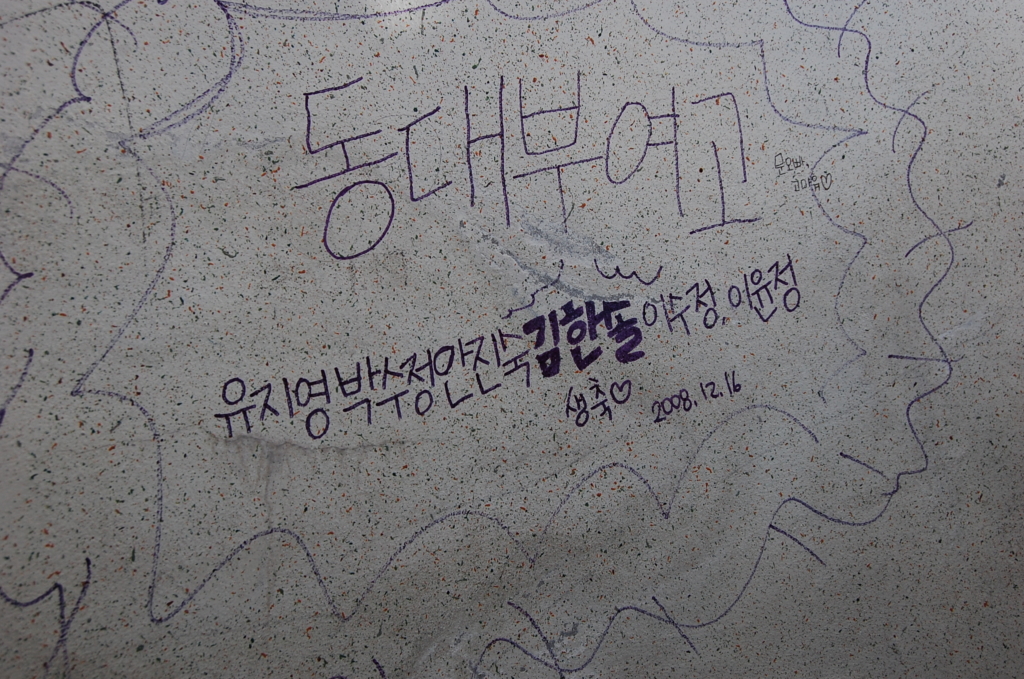 동대부여고
문오빠
고마워♡
유지영 박수정 안진숙 김한솔 이수정, 이윤정
생축♡ 2008.12.16